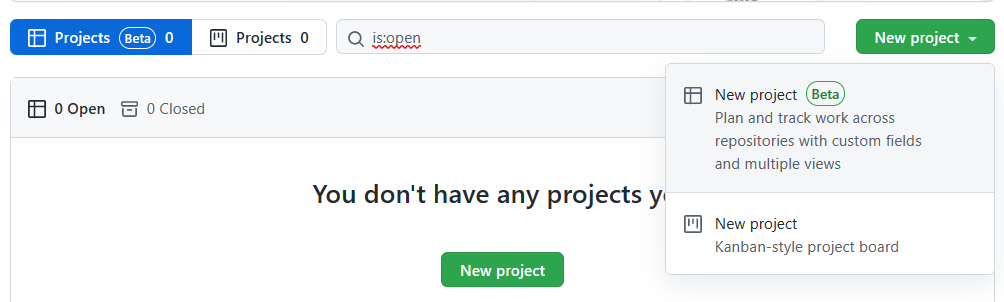 Projects Beta 0 Projects 0 is:open New project
0 Open 0 Closed
New project Beta
Plan and track work across
repositories with custom fields
and multiple views
You don't have any projects
New project
Kanban-style project board
New project